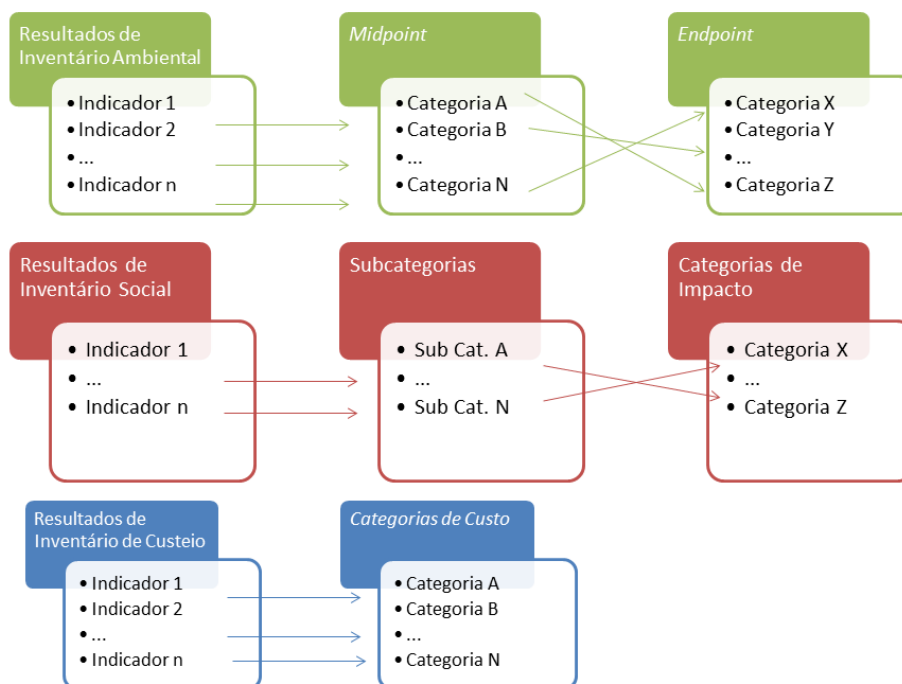 Resultados de
Inventário Ambiental
• Indicador 1
• Indicador 2
• ...
• Indicador n
Midpoint
• Categoria A
• Categoria B
• ...
• Categoria N
Endpoint
• Categoria X
• Categoria Y
• ...
• Categoria Z
Resultados de
Inventário Social
• Indicador 1
• ...
• Indicador n
Subcategorias
• Sub Cat. A
• ...
• Sub Cat. N
Categorias de
Impacto
• Categoria X
• ...
• Categoria Z
Resultados de
Inventário de Custeio
• Indicador 1
• Indicador 2
• ...
• Indicador n
Categorias de Custo
• Categoria A
• Categoria B
• ...
• Categoria N